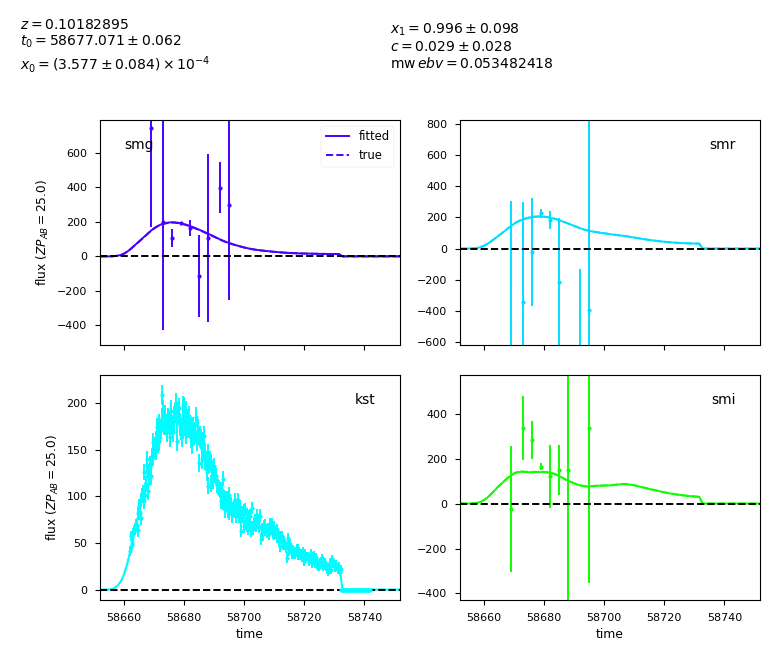 z = 0.10182895
t₀ = 58677.071 ± 0.062
x₀ = (3.577 ± 0.084) × 10⁻⁴
x₁ = 0.996 ± 0.098
c = 0.029 ± 0.028
mw ebv = 0.053482418
smg
fitted
true
600
400
200
0
−200
−400
flux (ZP_AB = 25.0)
smr
800
600
400
200
0
−200
−400
−600
kst
200
150
100
50
0
flux (ZP_AB = 25.0)
58660 58680 58700 58720 58740
time
smi
400
200
0
−200
−400
58660 58680 58700 58720 58740
time